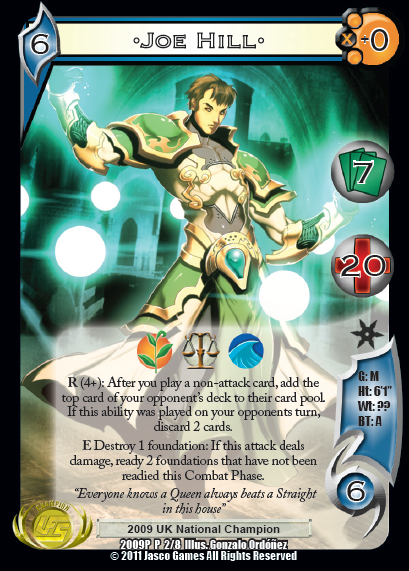 6
•JOE HILL•
X +0
7
20
G: M
Ht: 6'1"
Wt: ??
BT: A
R (4+): After you play a non-attack card, add the
top card of your opponent's deck to their card pool.
If this ability was played on your opponents turn,
discard 2 cards.
E Destroy 1 foundation: If this attack deals
damage, ready 2 foundations that have not been
readied this Combat Phase.
"Everyone knows a Queen always beats a Straight
in this house"
6
UFS
2009 UK National Champion
2009P P 2/8 Illus. Gonzalo Ordóñez
© 2011 Jasco Games All Rights Reserved